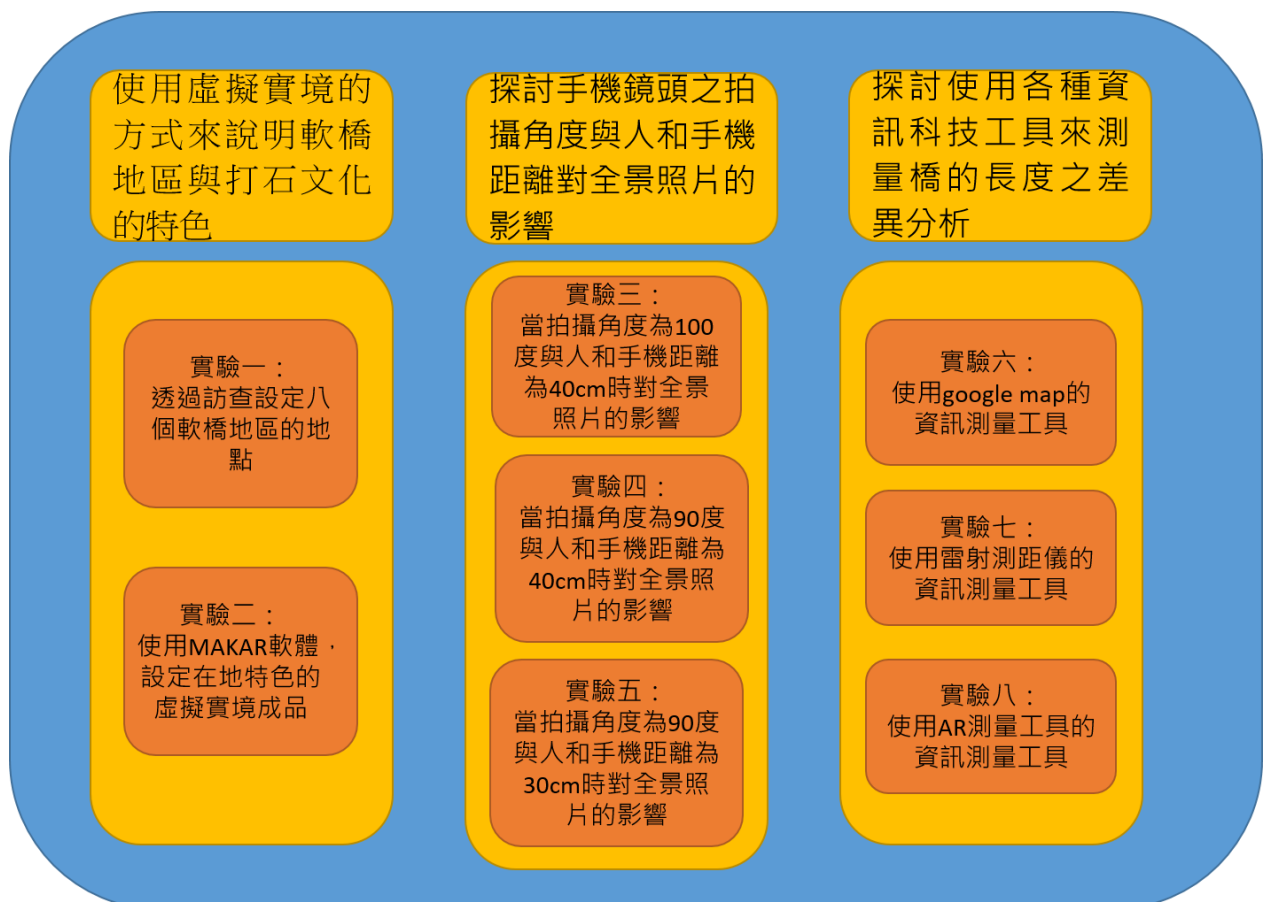 使用虛擬實境的
方式來說明軟橋
地區與打石文化
的特色
實驗一：
透過訪查設定八
個軟橋地區的地
點
實驗二：
使用MAKAR軟體，
設定在地特色的
虛擬實境成品
探討手機鏡頭之拍
攝角度與人和手機
距離對全景照片的
影響
實驗三：
當拍攝角度為100
度與人和手機距離
為40cm時對全景
照片的影響
實驗四：
當拍攝角度為90度
與人和手機距離為
40cm時對全景照
片的影響
實驗五：
當拍攝角度為90度
與人和手機距離為
30cm時對全景照
片的影響
探討使用各種資
訊科技工具來測
量橋的長度之差
異分析
實驗六：
使用google map的
資訊測量工具
實驗七：
使用雷射測距儀的
資訊測量工具
實驗八：
使用AR測量工具的
資訊測量工具